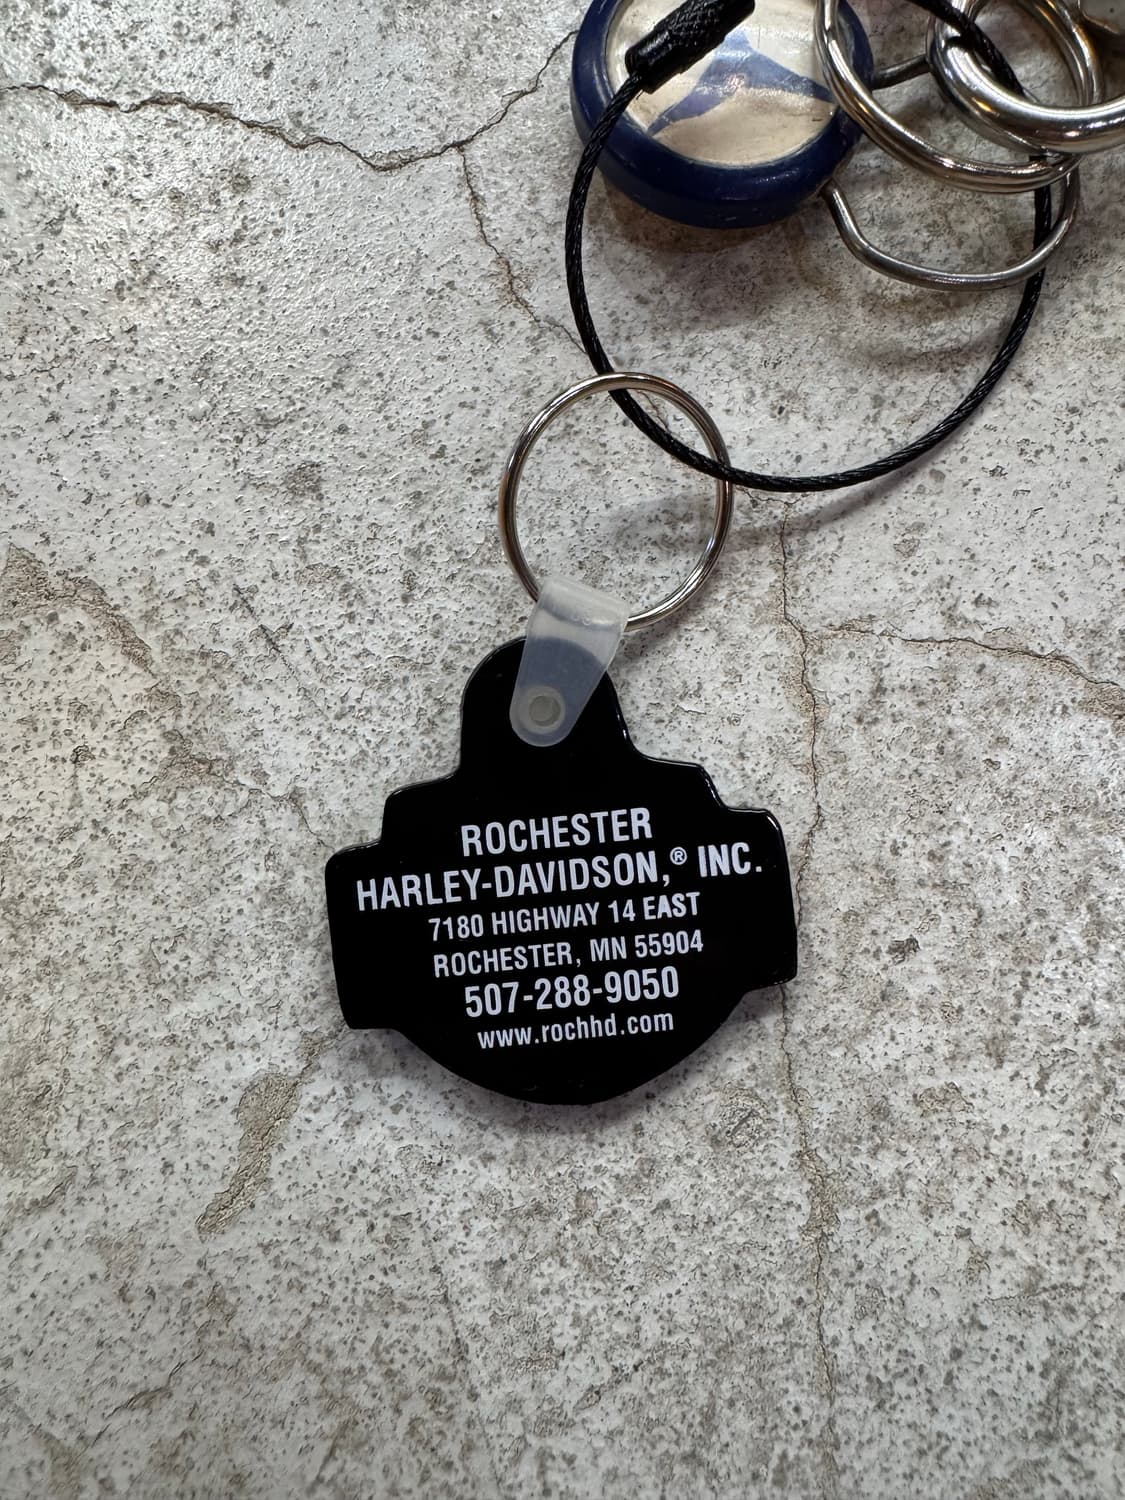 ROCHESTER
HARLEY-DAVIDSON,® INC.
7180 HIGHWAY 14 EAST
ROCHESTER, MN 55904
507-288-9050
www.rochhd.com